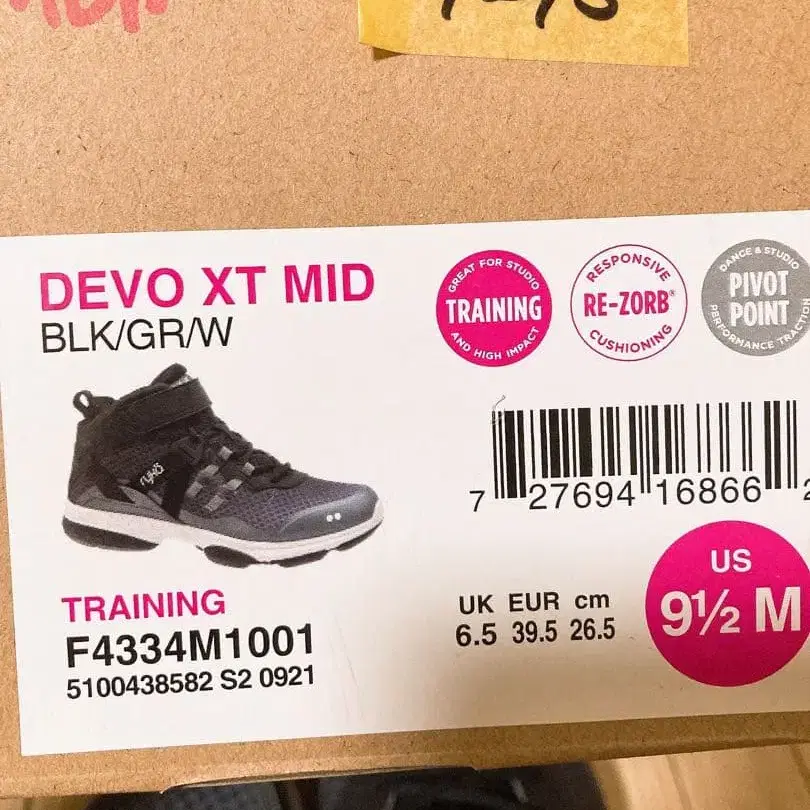 DEVO XT MID
BLK/GR/W
GREAT FOR STUDIO
TRAINING
AND HIGH IMPACT
RESPONSIVE
RE-ZORB®
CUSHIONING
DANCE & STUDIO
PIVOT
POINT
PERFORMANCE TRACTION
ryka
7 27694 16866 2
TRAINING
F4334M1001
5100438582 S2 0921
UK EUR cm
6.5 39.5 26.5
US
9½ M